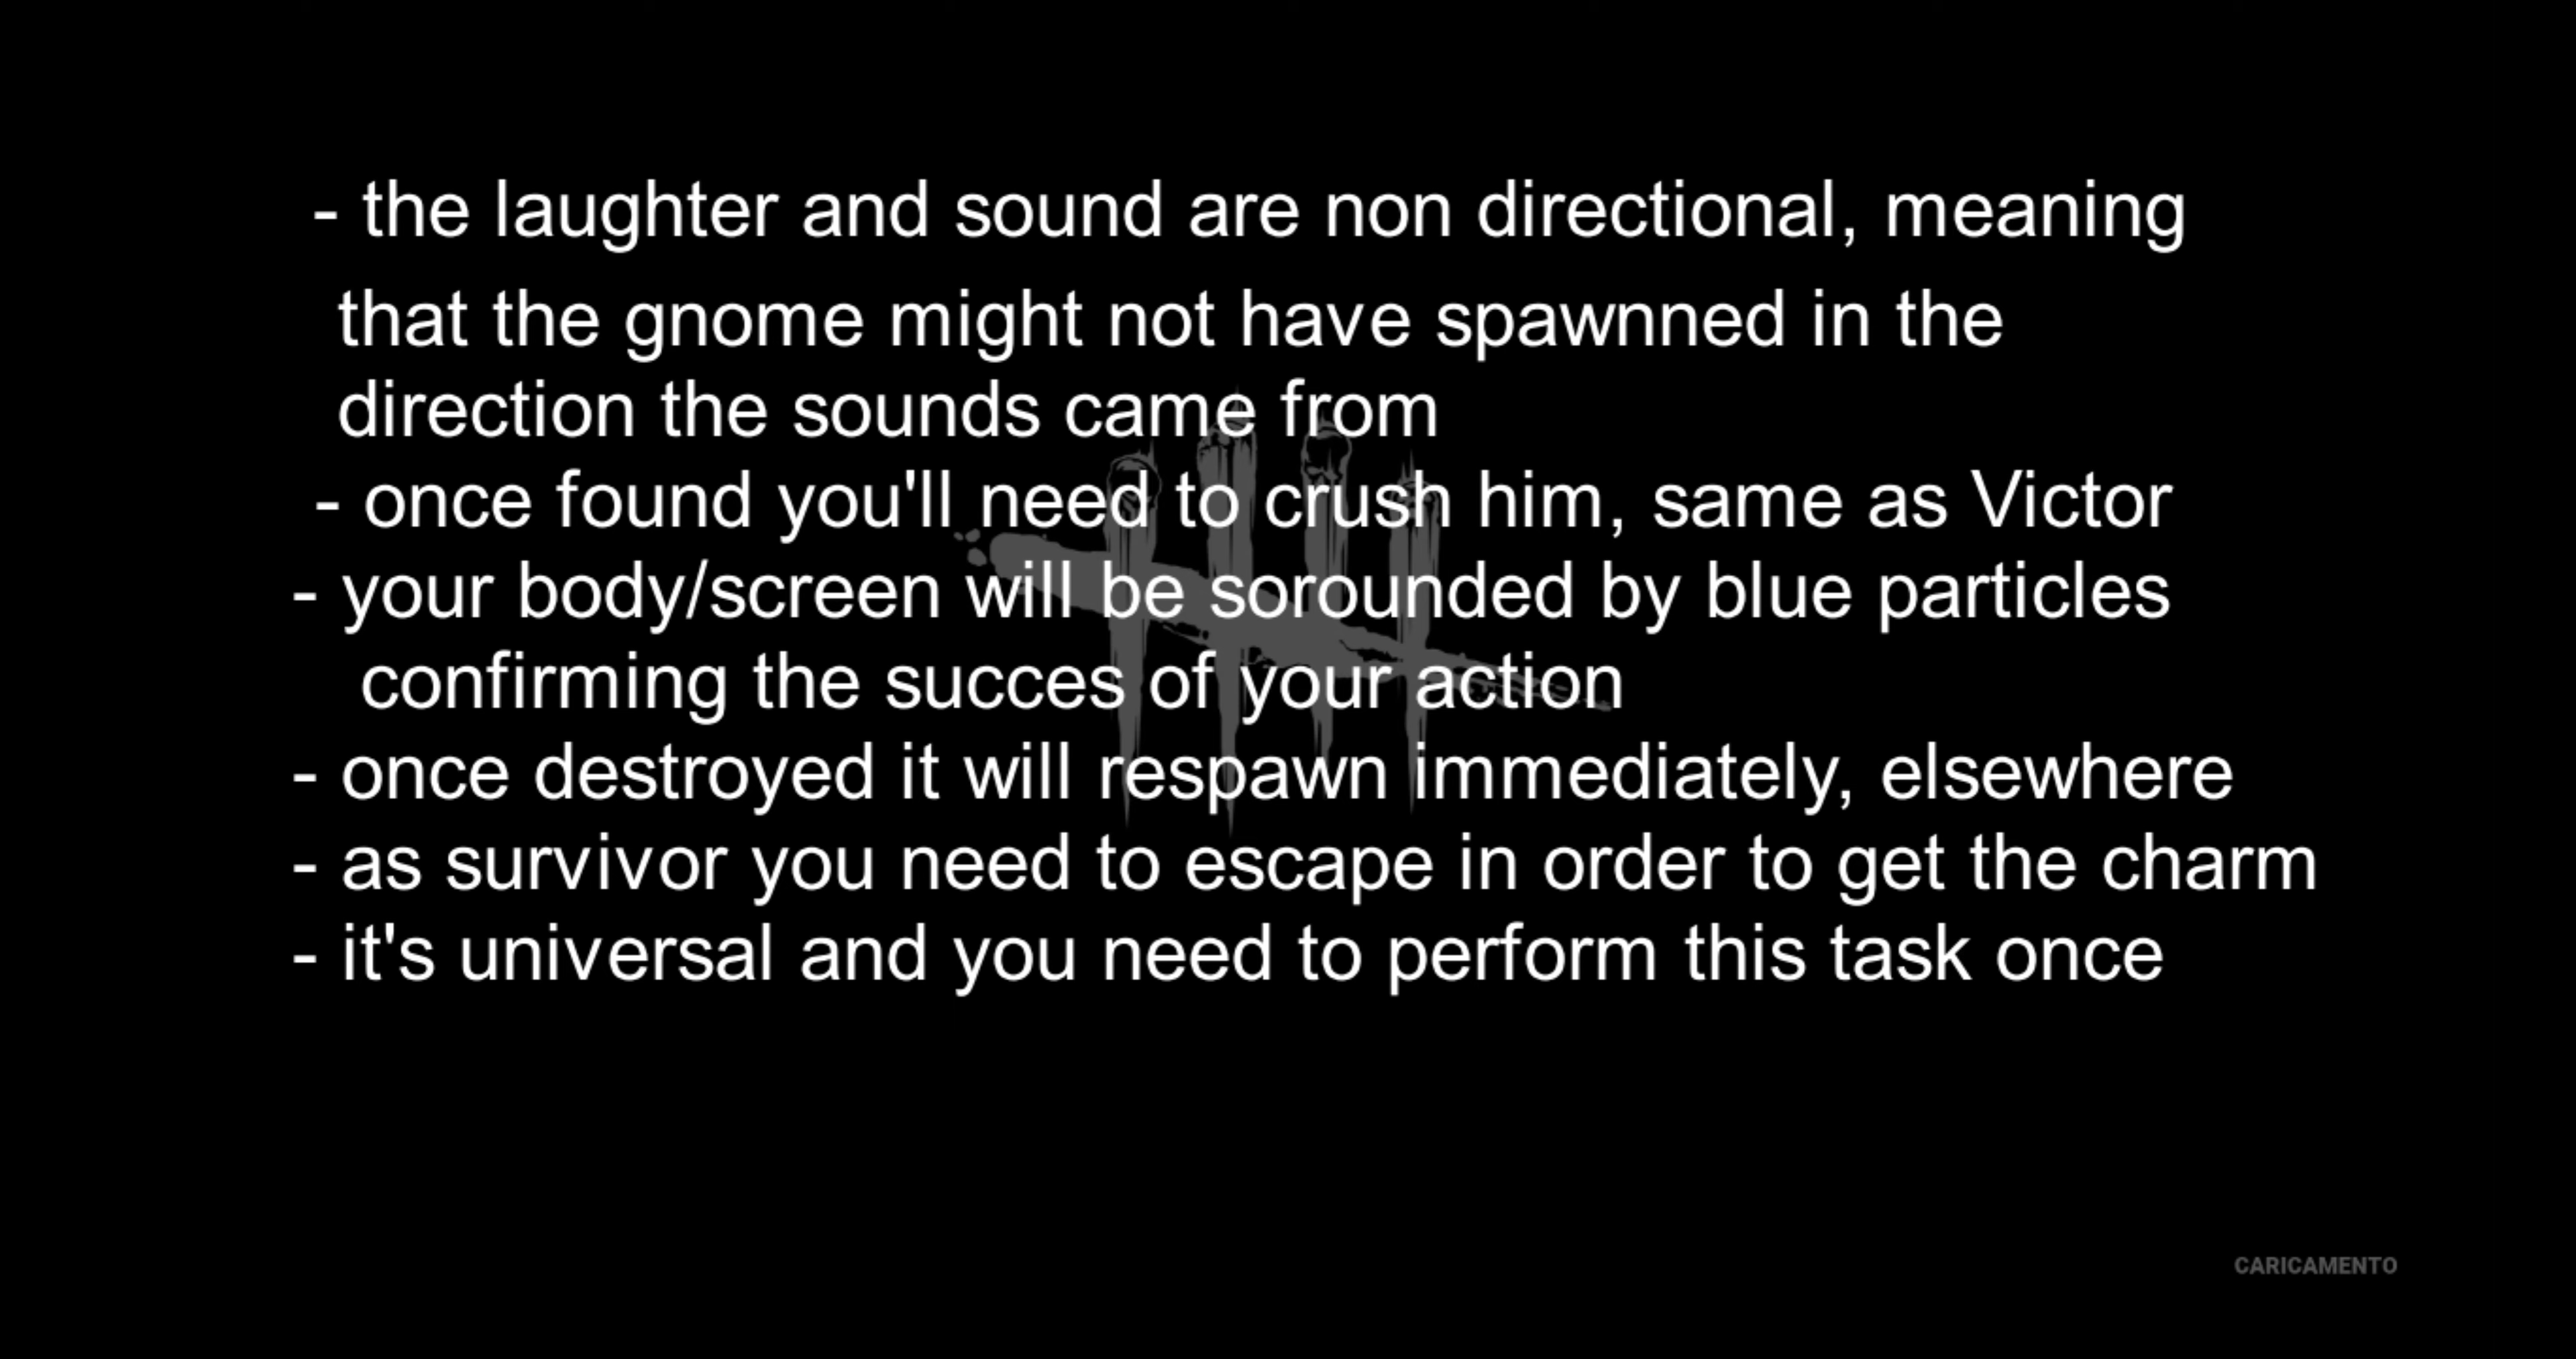 - the laughter and sound are non directional, meaning
that the gnome might not have spawnned in the
direction the sounds came from
- once found you'll need to crush him, same as Victor
- your body/screen will be sorounded by blue particles
confirming the succes of your action
- once destroyed it will respawn immediately, elsewhere
- as survivor you need to escape in order to get the charm
- it's universal and you need to perform this task once
CARICAMENTO